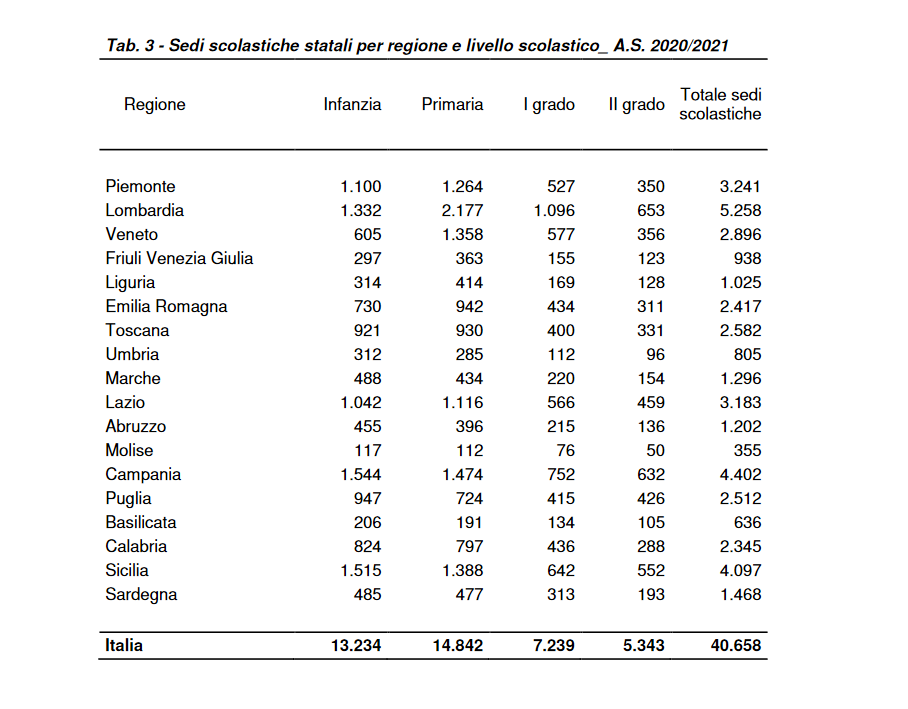 Tab. 3 - Sedi scolastiche statali per regione e livello scolastico_ A.S. 2020/2021
Regione Infanzia Primaria I grado II grado Totale sedi scolastiche
Piemonte 1.100 1.264 527 350 3.241
Lombardia 1.332 2.177 1.096 653 5.258
Veneto 605 1.358 577 356 2.896
Friuli Venezia Giulia 297 363 155 123 938
Liguria 314 414 169 128 1.025
Emilia Romagna 730 942 434 311 2.417
Toscana 921 930 400 331 2.582
Umbria 312 285 112 96 805
Marche 488 434 220 154 1.296
Lazio 1.042 1.116 566 459 3.183
Abruzzo 455 396 215 136 1.202
Molise 117 112 76 50 355
Campania 1.544 1.474 752 632 4.402
Puglia 947 724 415 426 2.512
Basilicata 206 191 134 105 636
Calabria 824 797 436 288 2.345
Sicilia 1.515 1.388 642 552 4.097
Sardegna 485 477 313 193 1.468
Italia 13.234 14.842 7.239 5.343 40.658